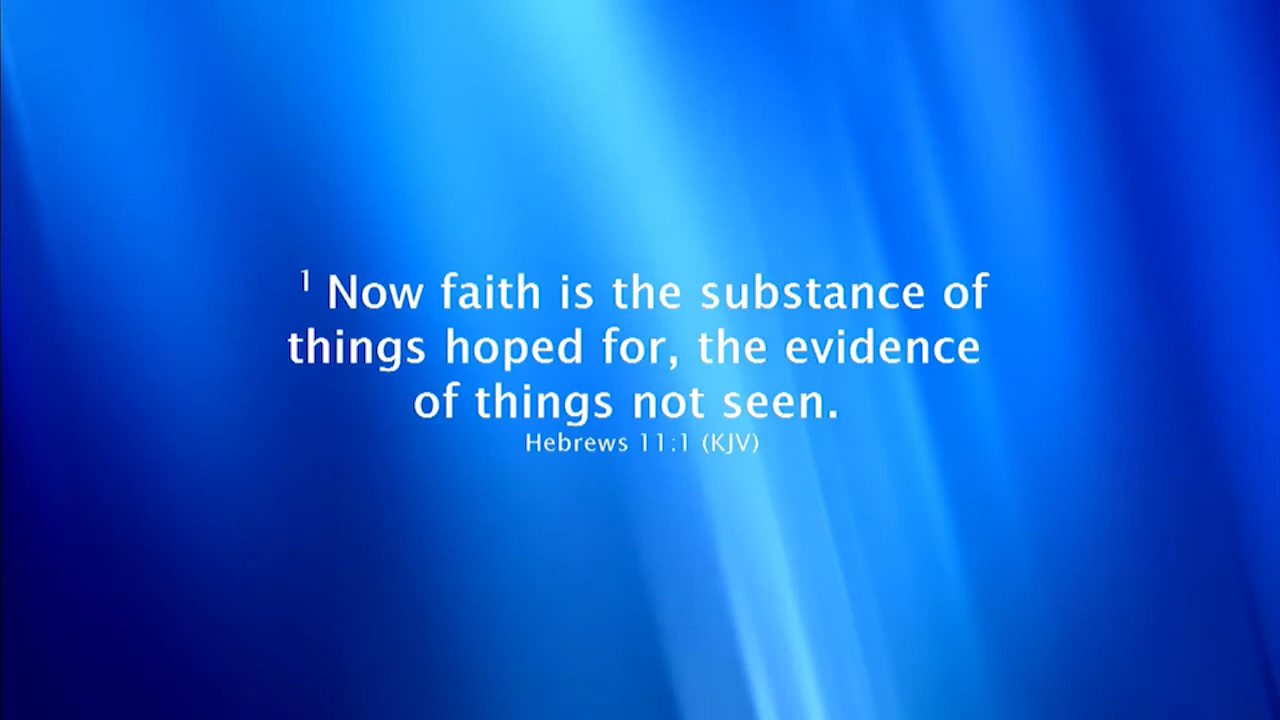 ¹ Now faith is the substance of
things hoped for, the evidence
of things not seen.
Hebrews 11:1 (KJV)